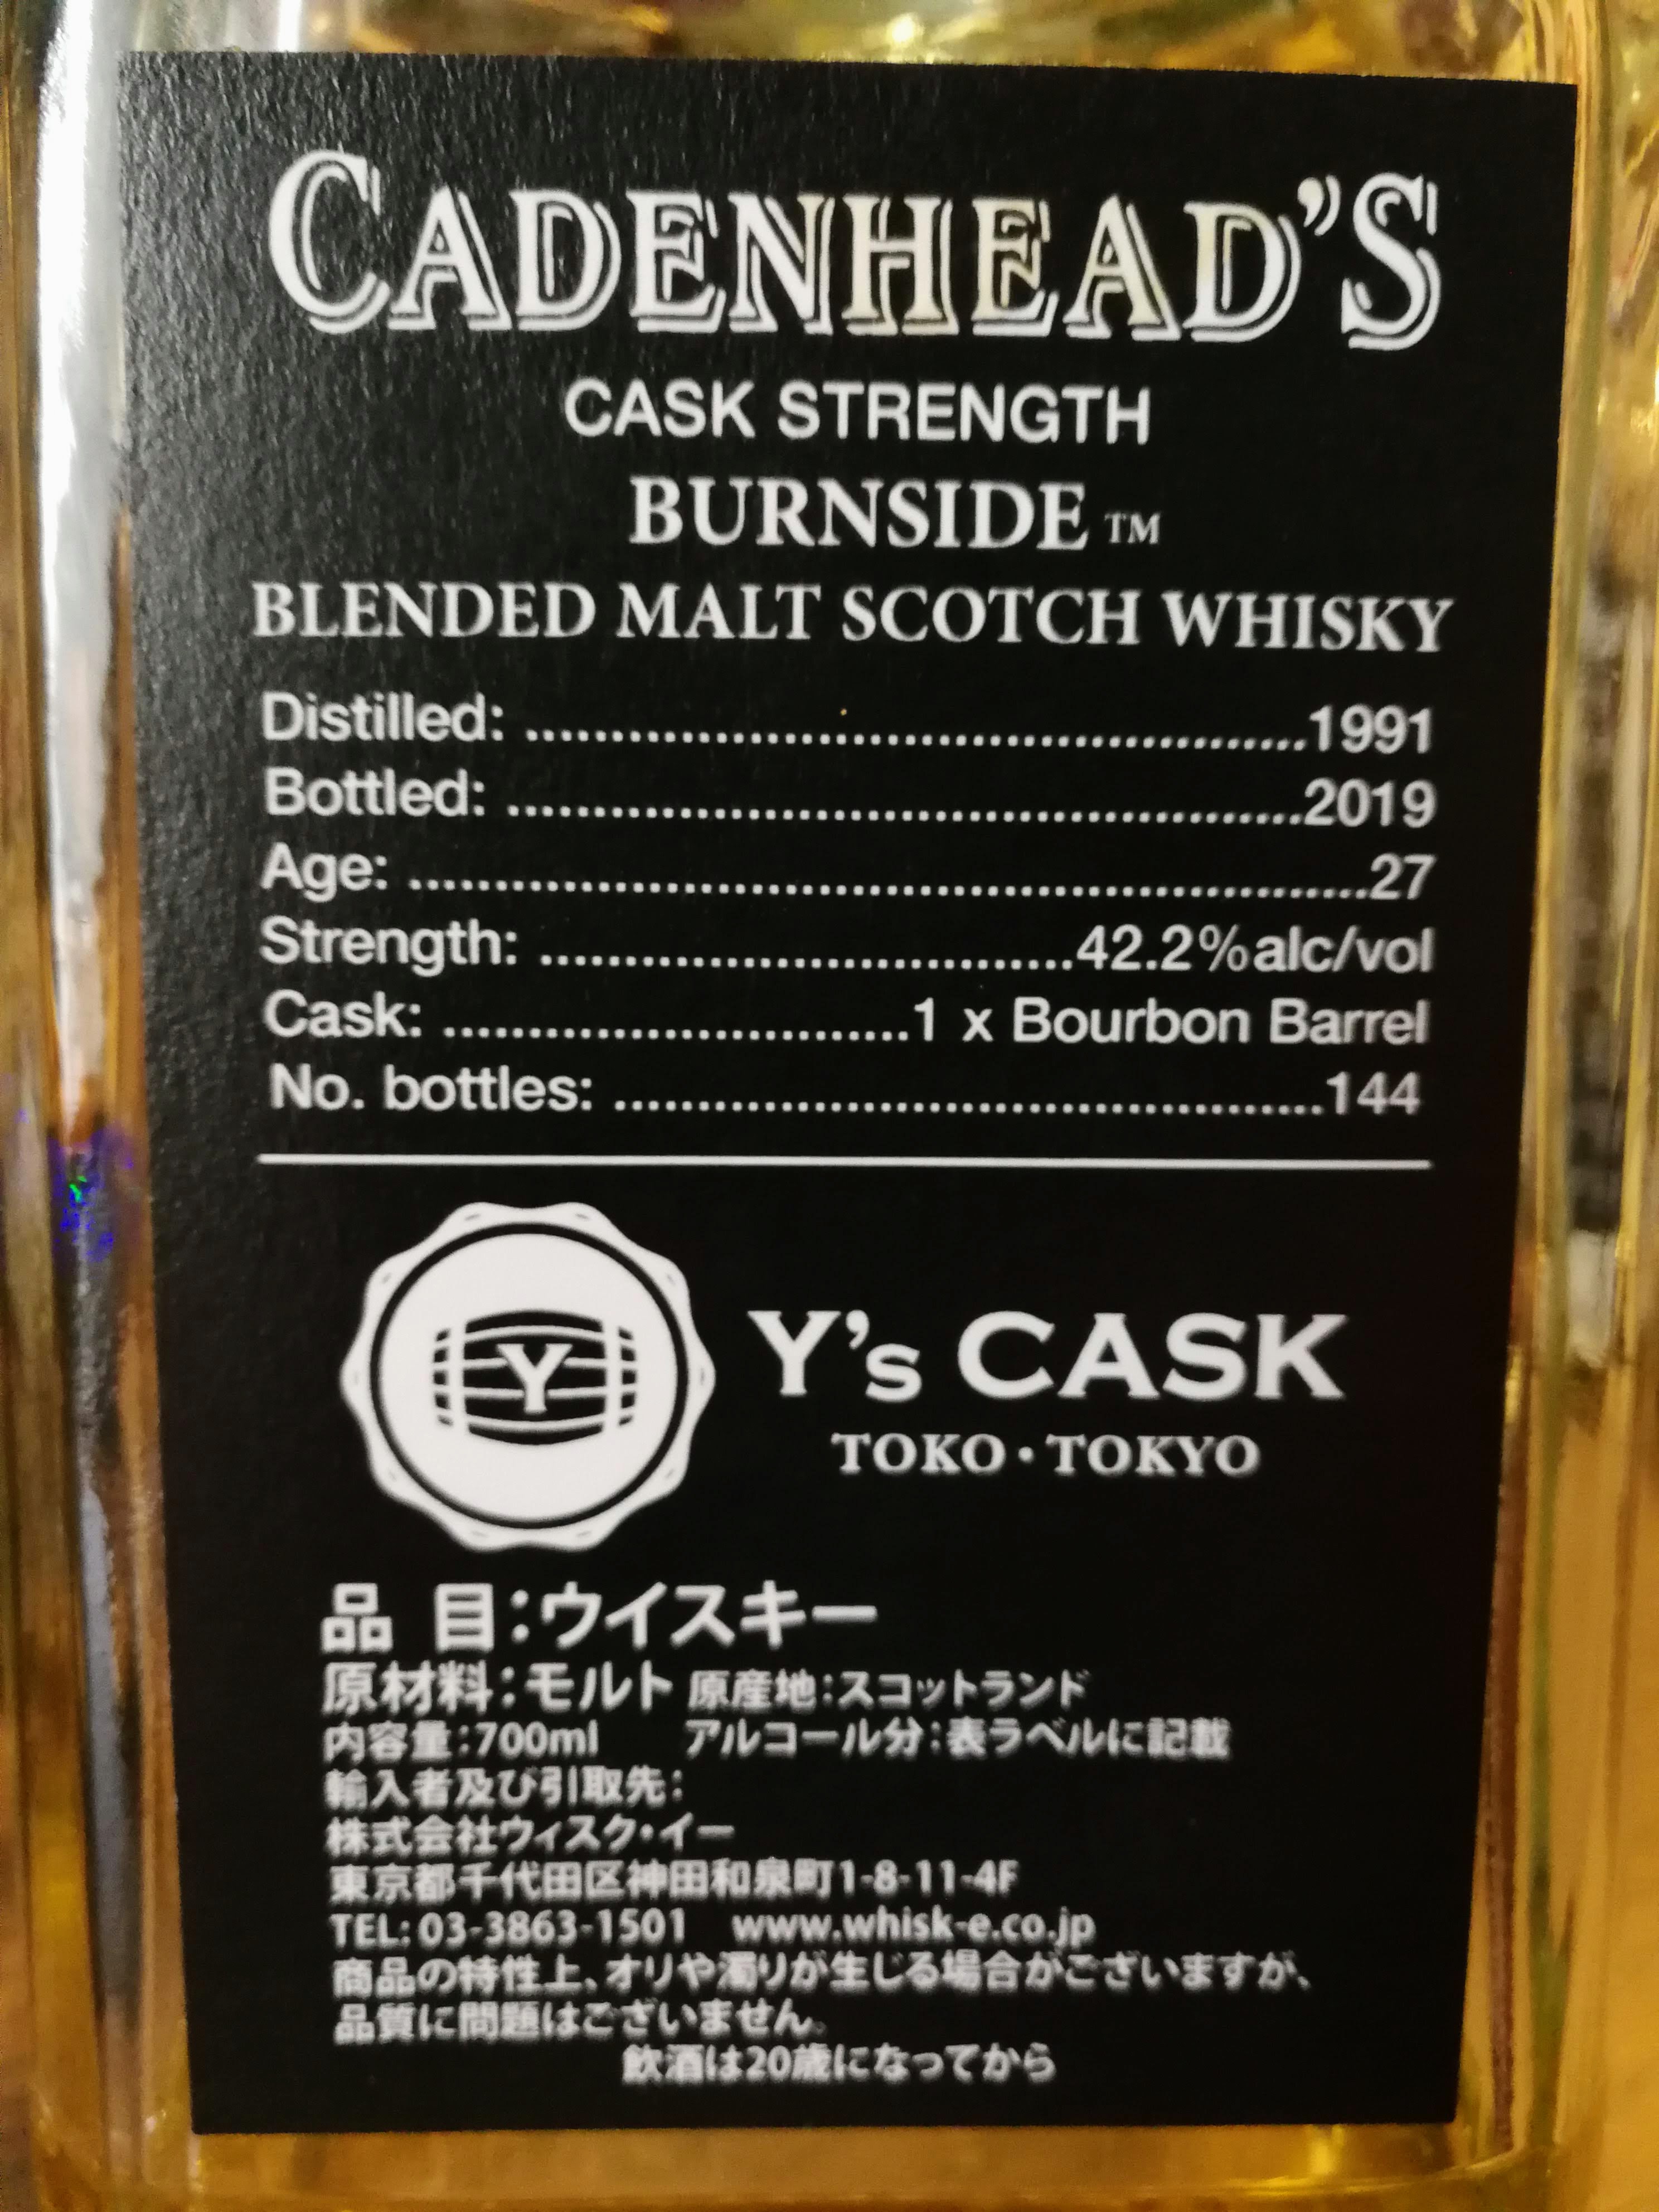 CADENHEAD'S
CASK STRENGTH
BURNSIDE TM
BLENDED MALT SCOTCH WHISKY
Distilled: ......................................................1991
Bottled: .......................................................2019
Age: ...................................................................27
Strength: .....................................42.2%alc/vol
Cask: ................................1 x Bourbon Barrel
No. bottles: .................................................144
Y
Y's CASK
TOKO・TOKYO
品 目：ウイスキー
原材料：モルト 原産地：スコットランド
内容量：700ml アルコール分：表ラベルに記載
輸入者及び引取先：
株式会社ウィスク・イー
東京都千代田区神田和泉町1-8-11-4F
TEL: 03-3863-1501 www.whisk-e.co.jp
商品の特性上、オリや濁りが生じる場合がございますが、
品質に問題はございません。
飲酒は20歳になってから